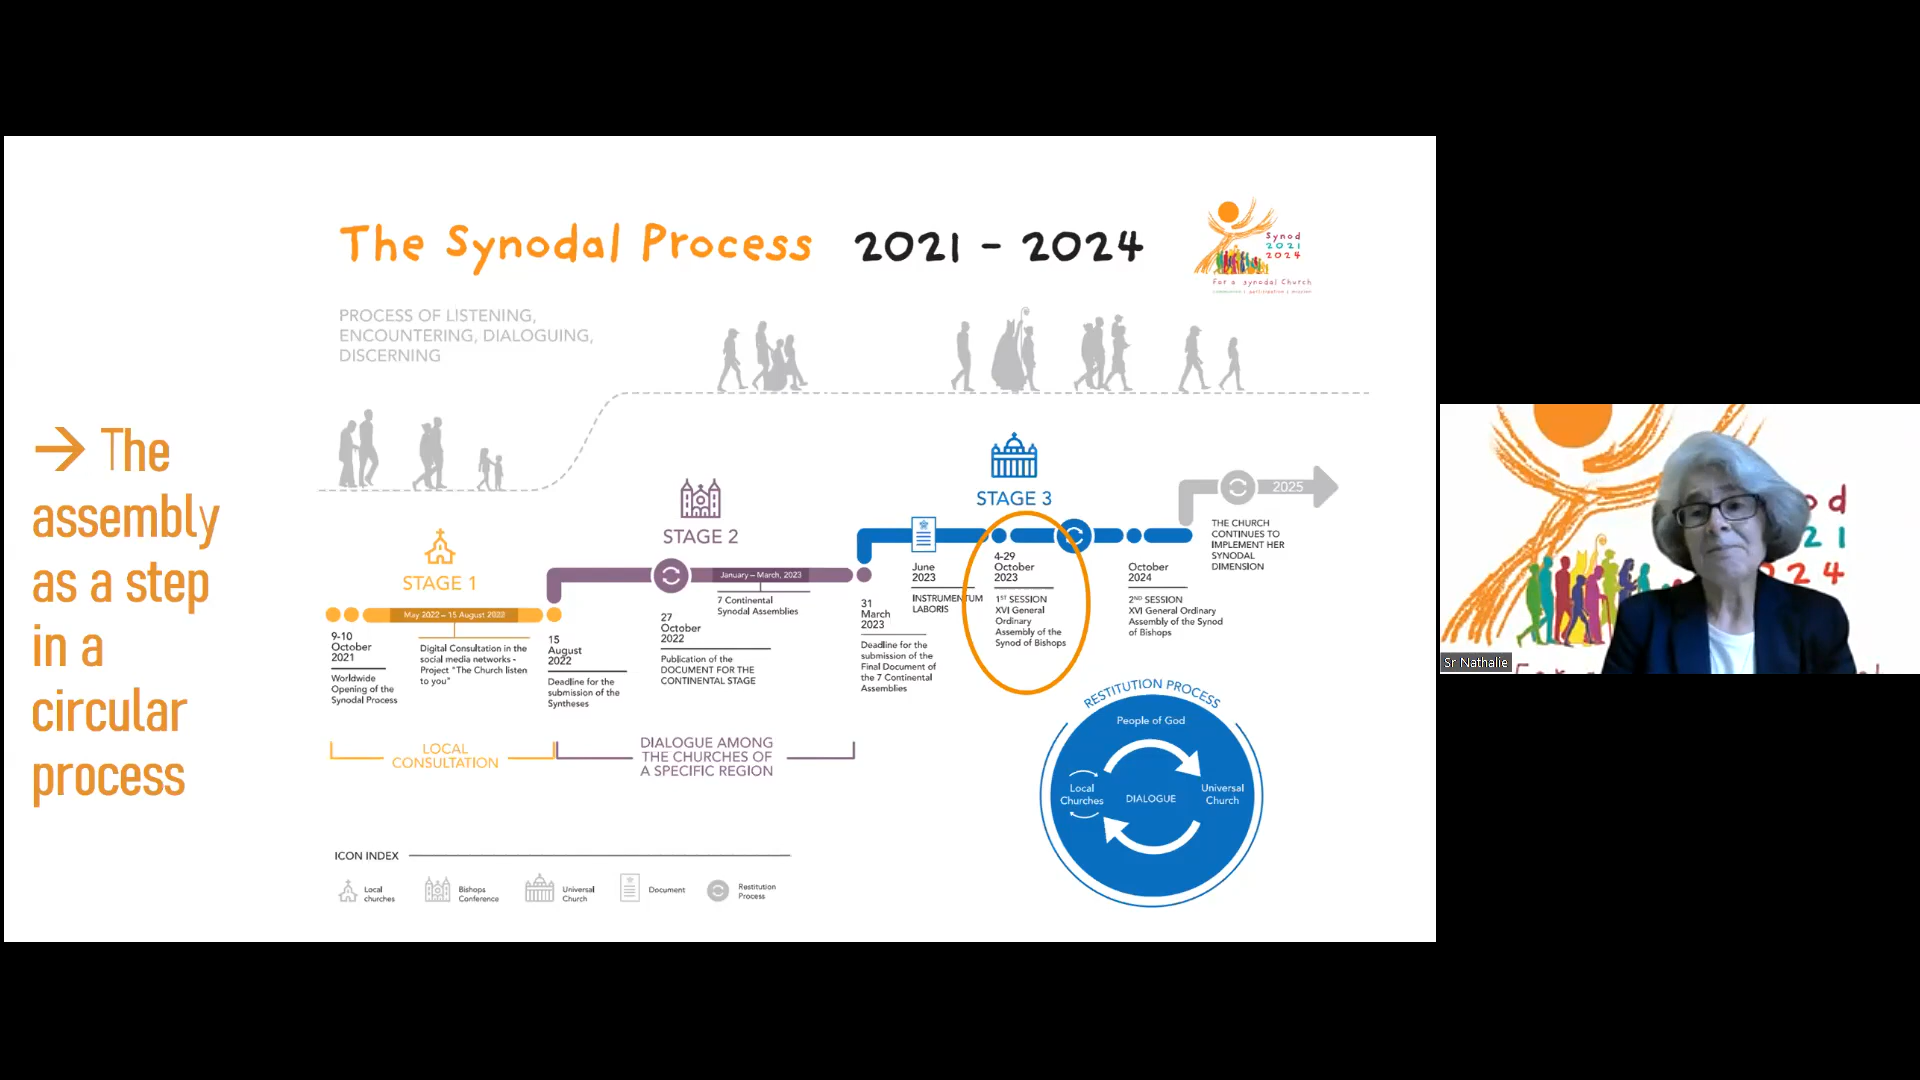 The Synodal Process 2021 - 2024
Synod
2021
2024
For a synodal Church
communion | participation | mission
PROCESS OF LISTENING,
ENCOUNTERING, DIALOGUING,
DISCERNING
→ The
assembly
as a step
in a
circular
process
STAGE 1
May 2022 – 15 August 2022
9-10
October
2021
Worldwide
Opening of the
Synodal Process
Digital Consultation in the
social media networks -
Project "The Church listen
to you"
15
August
2022
Deadline for the
submission of the
Syntheses
LOCAL
CONSULTATION
STAGE 2
January – March, 2023
7 Continental
Synodal Assemblies
27
October
2022
Publication of the
DOCUMENT FOR THE
CONTINENTAL STAGE
31
March
2023
Deadline for the
submission of the
Final Document of
the 7 Continental
Assemblies
DIALOGUE AMONG
THE CHURCHES OF
A SPECIFIC REGION
STAGE 3
June
2023
INSTRUMENTUM
LABORIS
4-29
October
2023
1ST SESSION
XVI General
Ordinary
Assembly of the
Synod of Bishops
October
2024
2ND SESSION
XVI General Ordinary
Assembly of the Synod
of Bishops
2025
THE CHURCH
CONTINUES TO
IMPLEMENT HER
SYNODAL
DIMENSION
RESTITUTION PROCESS
People of God
Local
Churches
DIALOGUE
Universal
Church
ICON INDEX
Local
churches
Bishops
Conference
Universal
Church
Document
Restitution
Process
Sr Nathalie